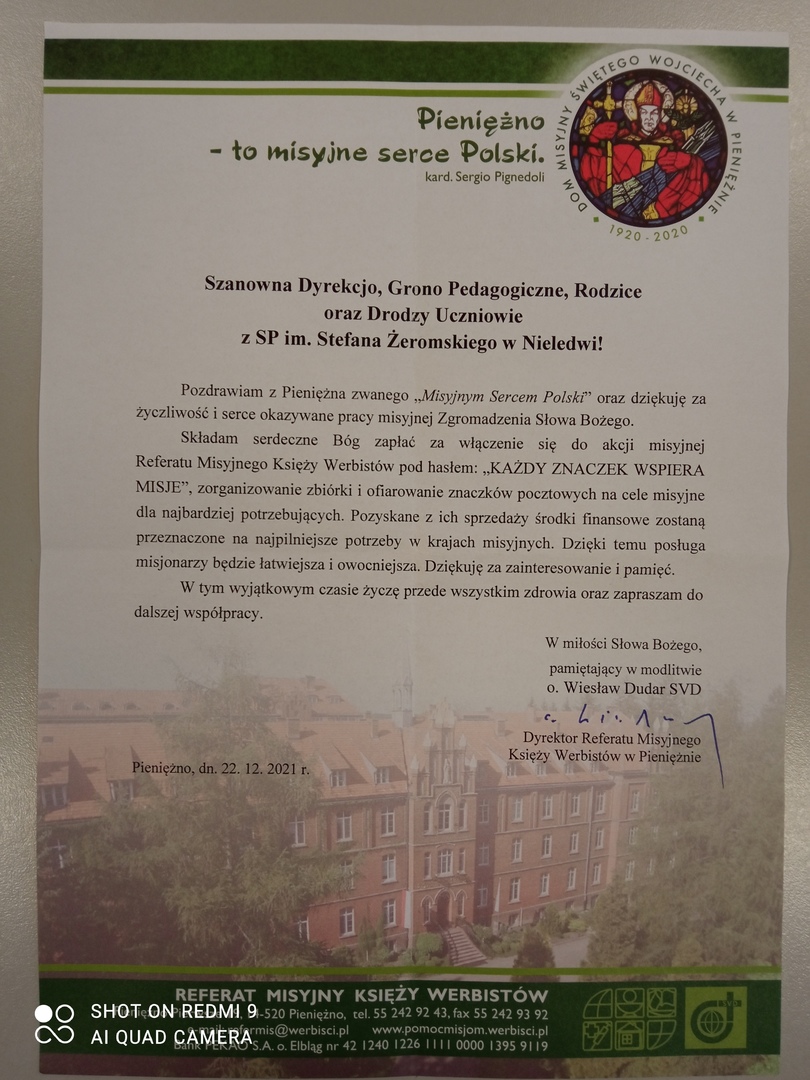 DOM MISYJNY ŚWIĘTEGO WOJCIECHA W PIENIĘŻNIE
1920 - 2020
Pieniężno
- to misyjne serce Polski.
kard. Sergio Pignedoli
Szanowna Dyrekcjo, Grono Pedagogiczne, Rodzice
oraz Drodzy Uczniowie
z SP im. Stefana Żeromskiego w Nieledwi!
Pozdrawiam z Pieniężna zwanego „Misyjnym Sercem Polski” oraz dziękuję za
życzliwość i serce okazywane pracy misyjnej Zgromadzenia Słowa Bożego.
Składam serdeczne Bóg zapłać za włączenie się do akcji misyjnej
Referatu Misyjnego Księży Werbistów pod hasłem: „KAŻDY ZNACZEK WSPIERA
MISJE”, zorganizowanie zbiórki i ofiarowanie znaczków pocztowych na cele misyjne
dla najbardziej potrzebujących. Pozyskane z ich sprzedaży środki finansowe zostaną
przeznaczone na najpilniejsze potrzeby w krajach misyjnych. Dzięki temu posługa
misjonarzy będzie łatwiejsza i owocniejsza. Dziękuję za zainteresowanie i pamięć.
W tym wyjątkowym czasie życzę przede wszystkim zdrowia oraz zapraszam do
dalszej współpracy.
W miłości Słowa Bożego,
pamiętający w modlitwie
o. Wiesław Dudar SVD
Dyrektor Referatu Misyjnego
Księży Werbistów w Pieniężnie
Pieniężno, dn. 22. 12. 2021 r.
REFERAT MISYJNY KSIĘŻY WERBISTÓW
-520 Pieniężno, tel. 55 242 92 43, fax 55 242 93 92
@werbisci.pl www.pomocmisjom.werbisci.pl
Bank PEKAO S.A. o. Elbląg nr 42 1240 1226 1111 0000 1395 9119
SHOT ON REDMI 9
AI QUAD CAMERA